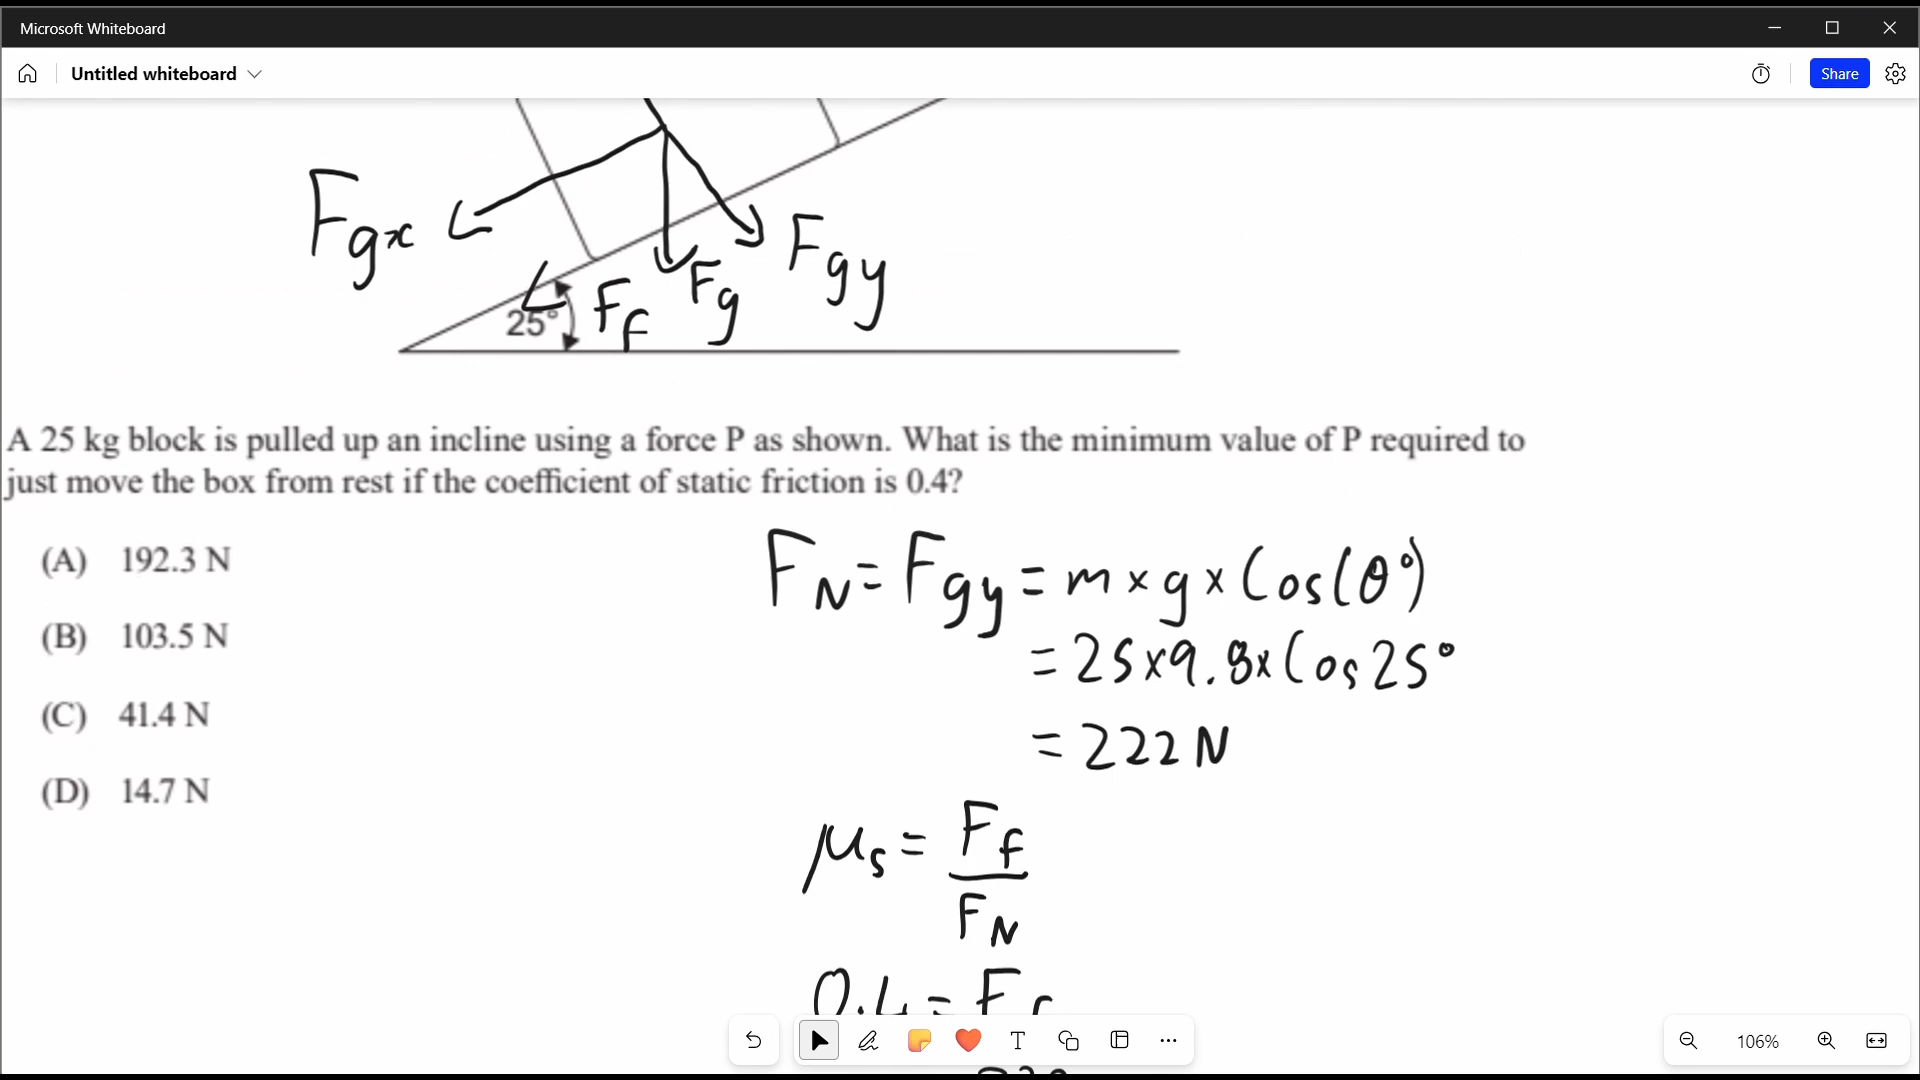 Microsoft Whiteboard
Untitled whiteboard
Share
Fgx
Fgy
Fg
Ff
25°
A 25 kg block is pulled up an incline using a force P as shown. What is the minimum value of P required to
just move the box from rest if the coefficient of static friction is 0.4?
(A) 192.3 N
(B) 103.5 N
(C) 41.4 N
(D) 14.7 N
FN = Fgy = m × g × Cos(θ°)
= 25 × 9.8 × Cos 25°
= 222 N
μs = Ff
FN
0.4 = Ff
106%